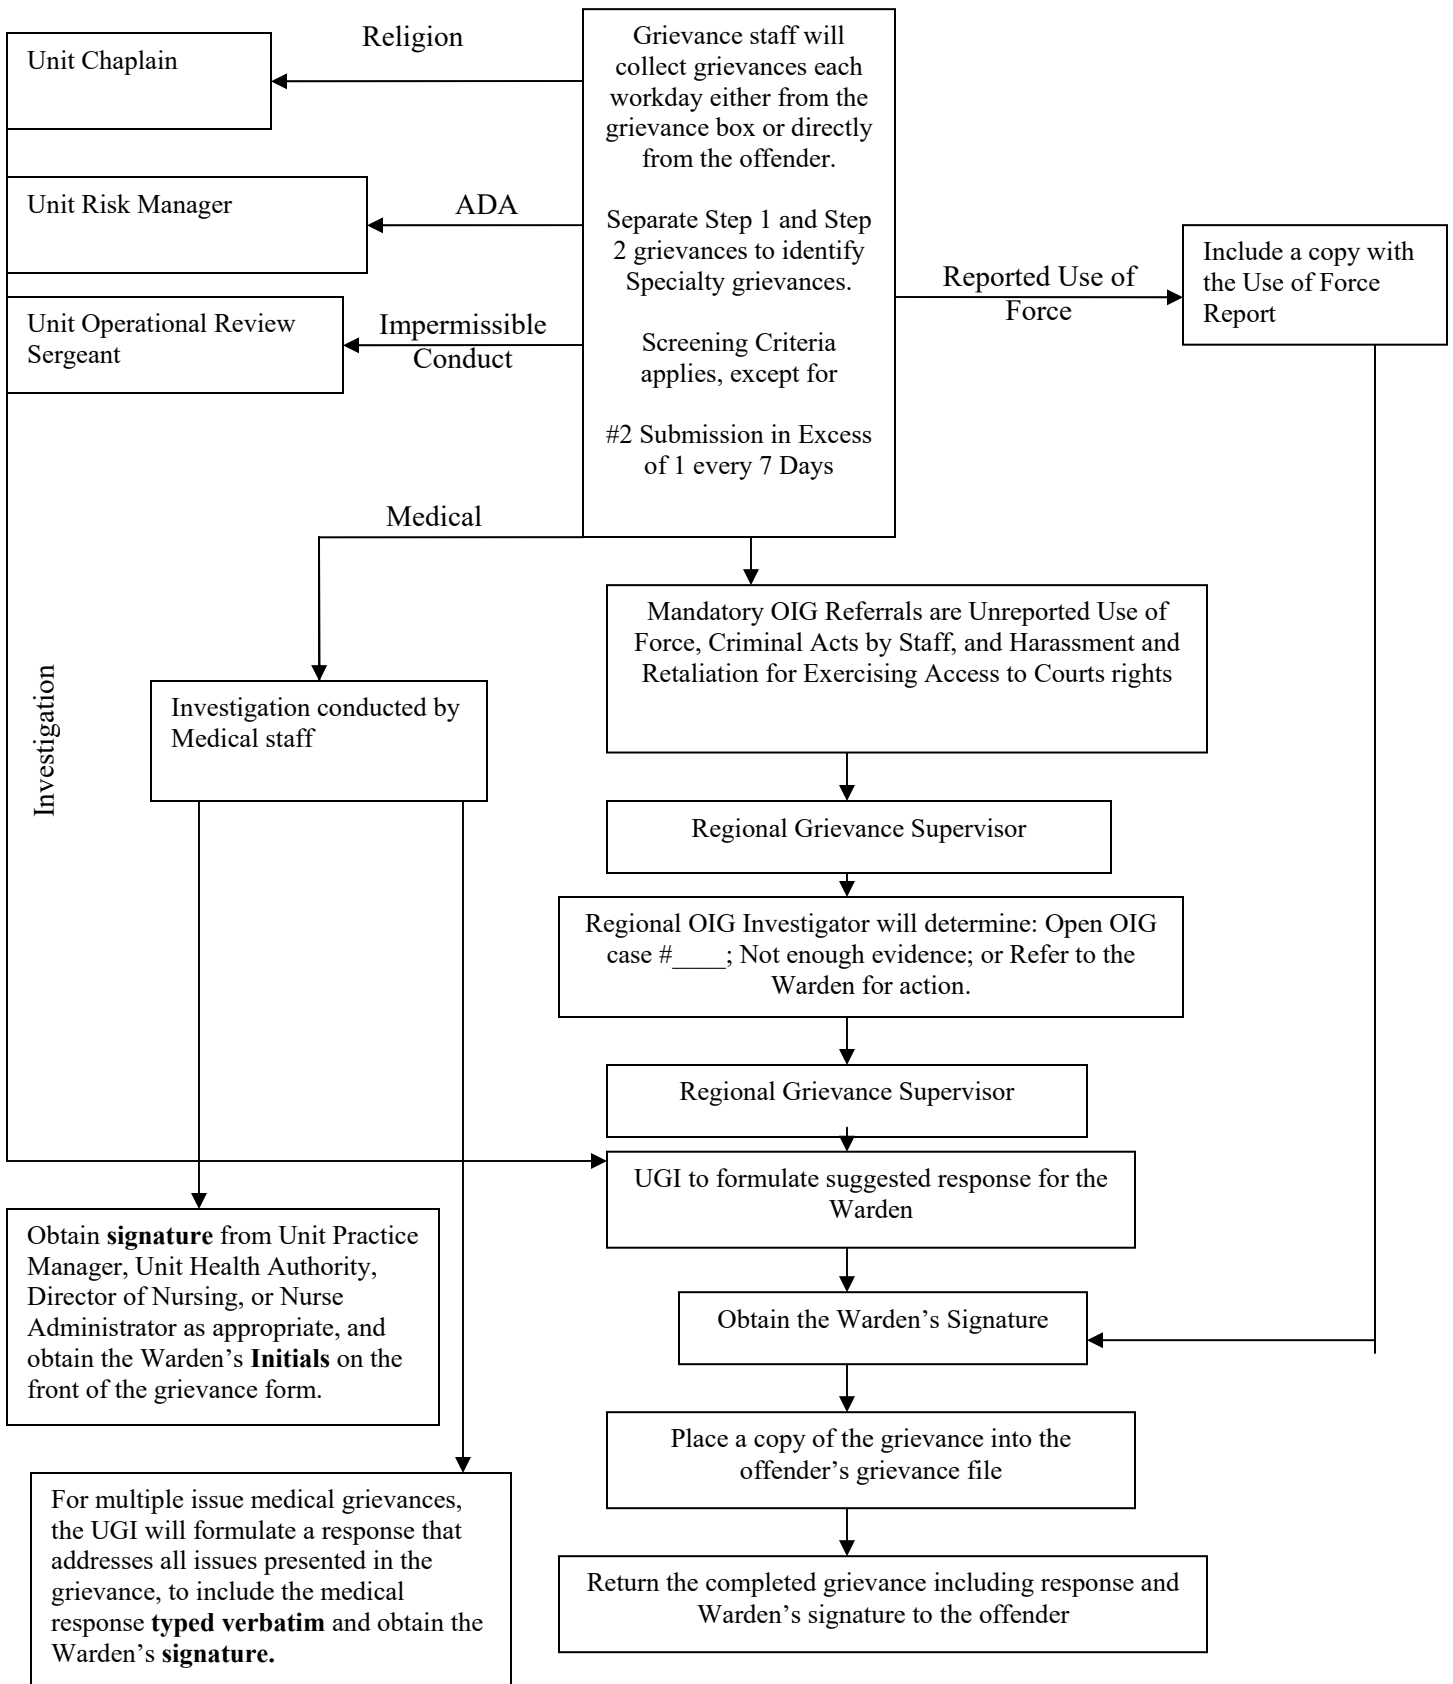 Religion
Unit Chaplain
Grievance staff will
collect grievances each
workday either from the
grievance box or directly
from the offender.
Separate Step 1 and Step
2 grievances to identify
Specialty grievances.
Screening Criteria
applies, except for
#2 Submission in Excess
of 1 every 7 Days
ADA
Unit Risk Manager
Impermissible
Conduct
Unit Operational Review
Sergeant
Reported Use of
Force
Include a copy with
the Use of Force
Report
Medical
Mandatory OIG Referrals are Unreported Use of
Force, Criminal Acts by Staff, and Harassment and
Retaliation for Exercising Access to Courts rights
Investigation
Investigation conducted by
Medical staff
Regional Grievance Supervisor
Regional OIG Investigator will determine: Open OIG
case #____; Not enough evidence; or Refer to the
Warden for action.
Regional Grievance Supervisor
UGI to formulate suggested response for the
Warden
Obtain signature from Unit Practice
Manager, Unit Health Authority,
Director of Nursing, or Nurse
Administrator as appropriate, and
obtain the Warden’s Initials on the
front of the grievance form.
Obtain the Warden’s Signature
Place a copy of the grievance into the
offender’s grievance file
For multiple issue medical grievances,
the UGI will formulate a response that
addresses all issues presented in the
grievance, to include the medical
response typed verbatim and obtain the
Warden’s signature.
Return the completed grievance including response and
Warden’s signature to the offender